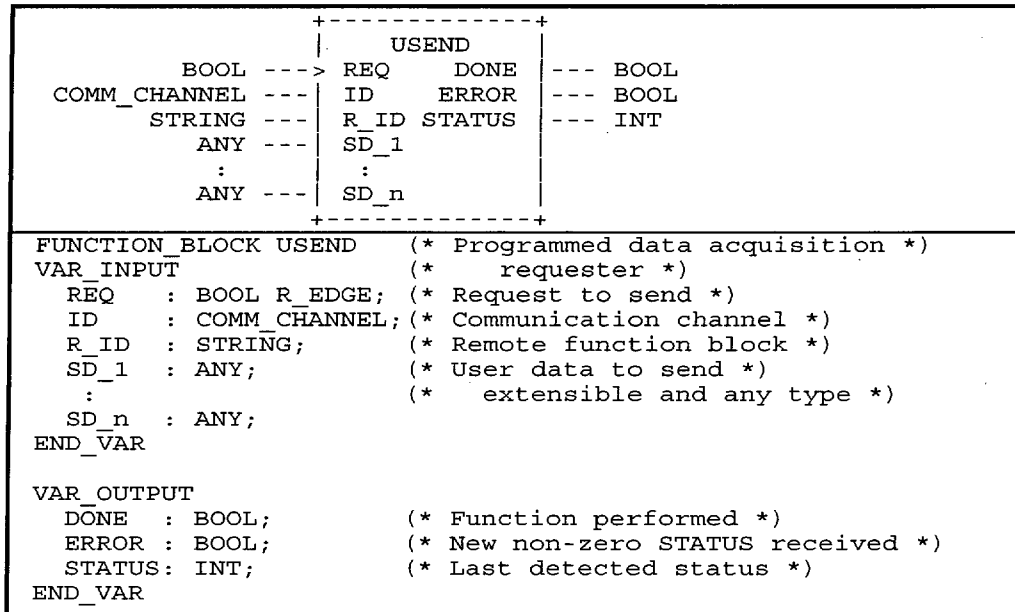 +--------------+
| USEND |
BOOL ---> REQ DONE |--- BOOL
COMM_CHANNEL ---| ID ERROR |--- BOOL
STRING ---| R_ID STATUS |--- INT
ANY ---| SD_1 |
: | : |
ANY ---| SD_n |
+--------------+
FUNCTION_BLOCK USEND (* Programmed data acquisition *)
VAR_INPUT (* requester *)
REQ : BOOL R_EDGE; (* Request to send *)
ID : COMM_CHANNEL; (* Communication channel *)
R_ID : STRING; (* Remote function block *)
SD_1 : ANY; (* User data to send *)
: (* extensible and any type *)
SD_n : ANY;
END_VAR
VAR_OUTPUT
DONE : BOOL; (* Function performed *)
ERROR : BOOL; (* New non-zero STATUS received *)
STATUS: INT; (* Last detected status *)
END_VAR